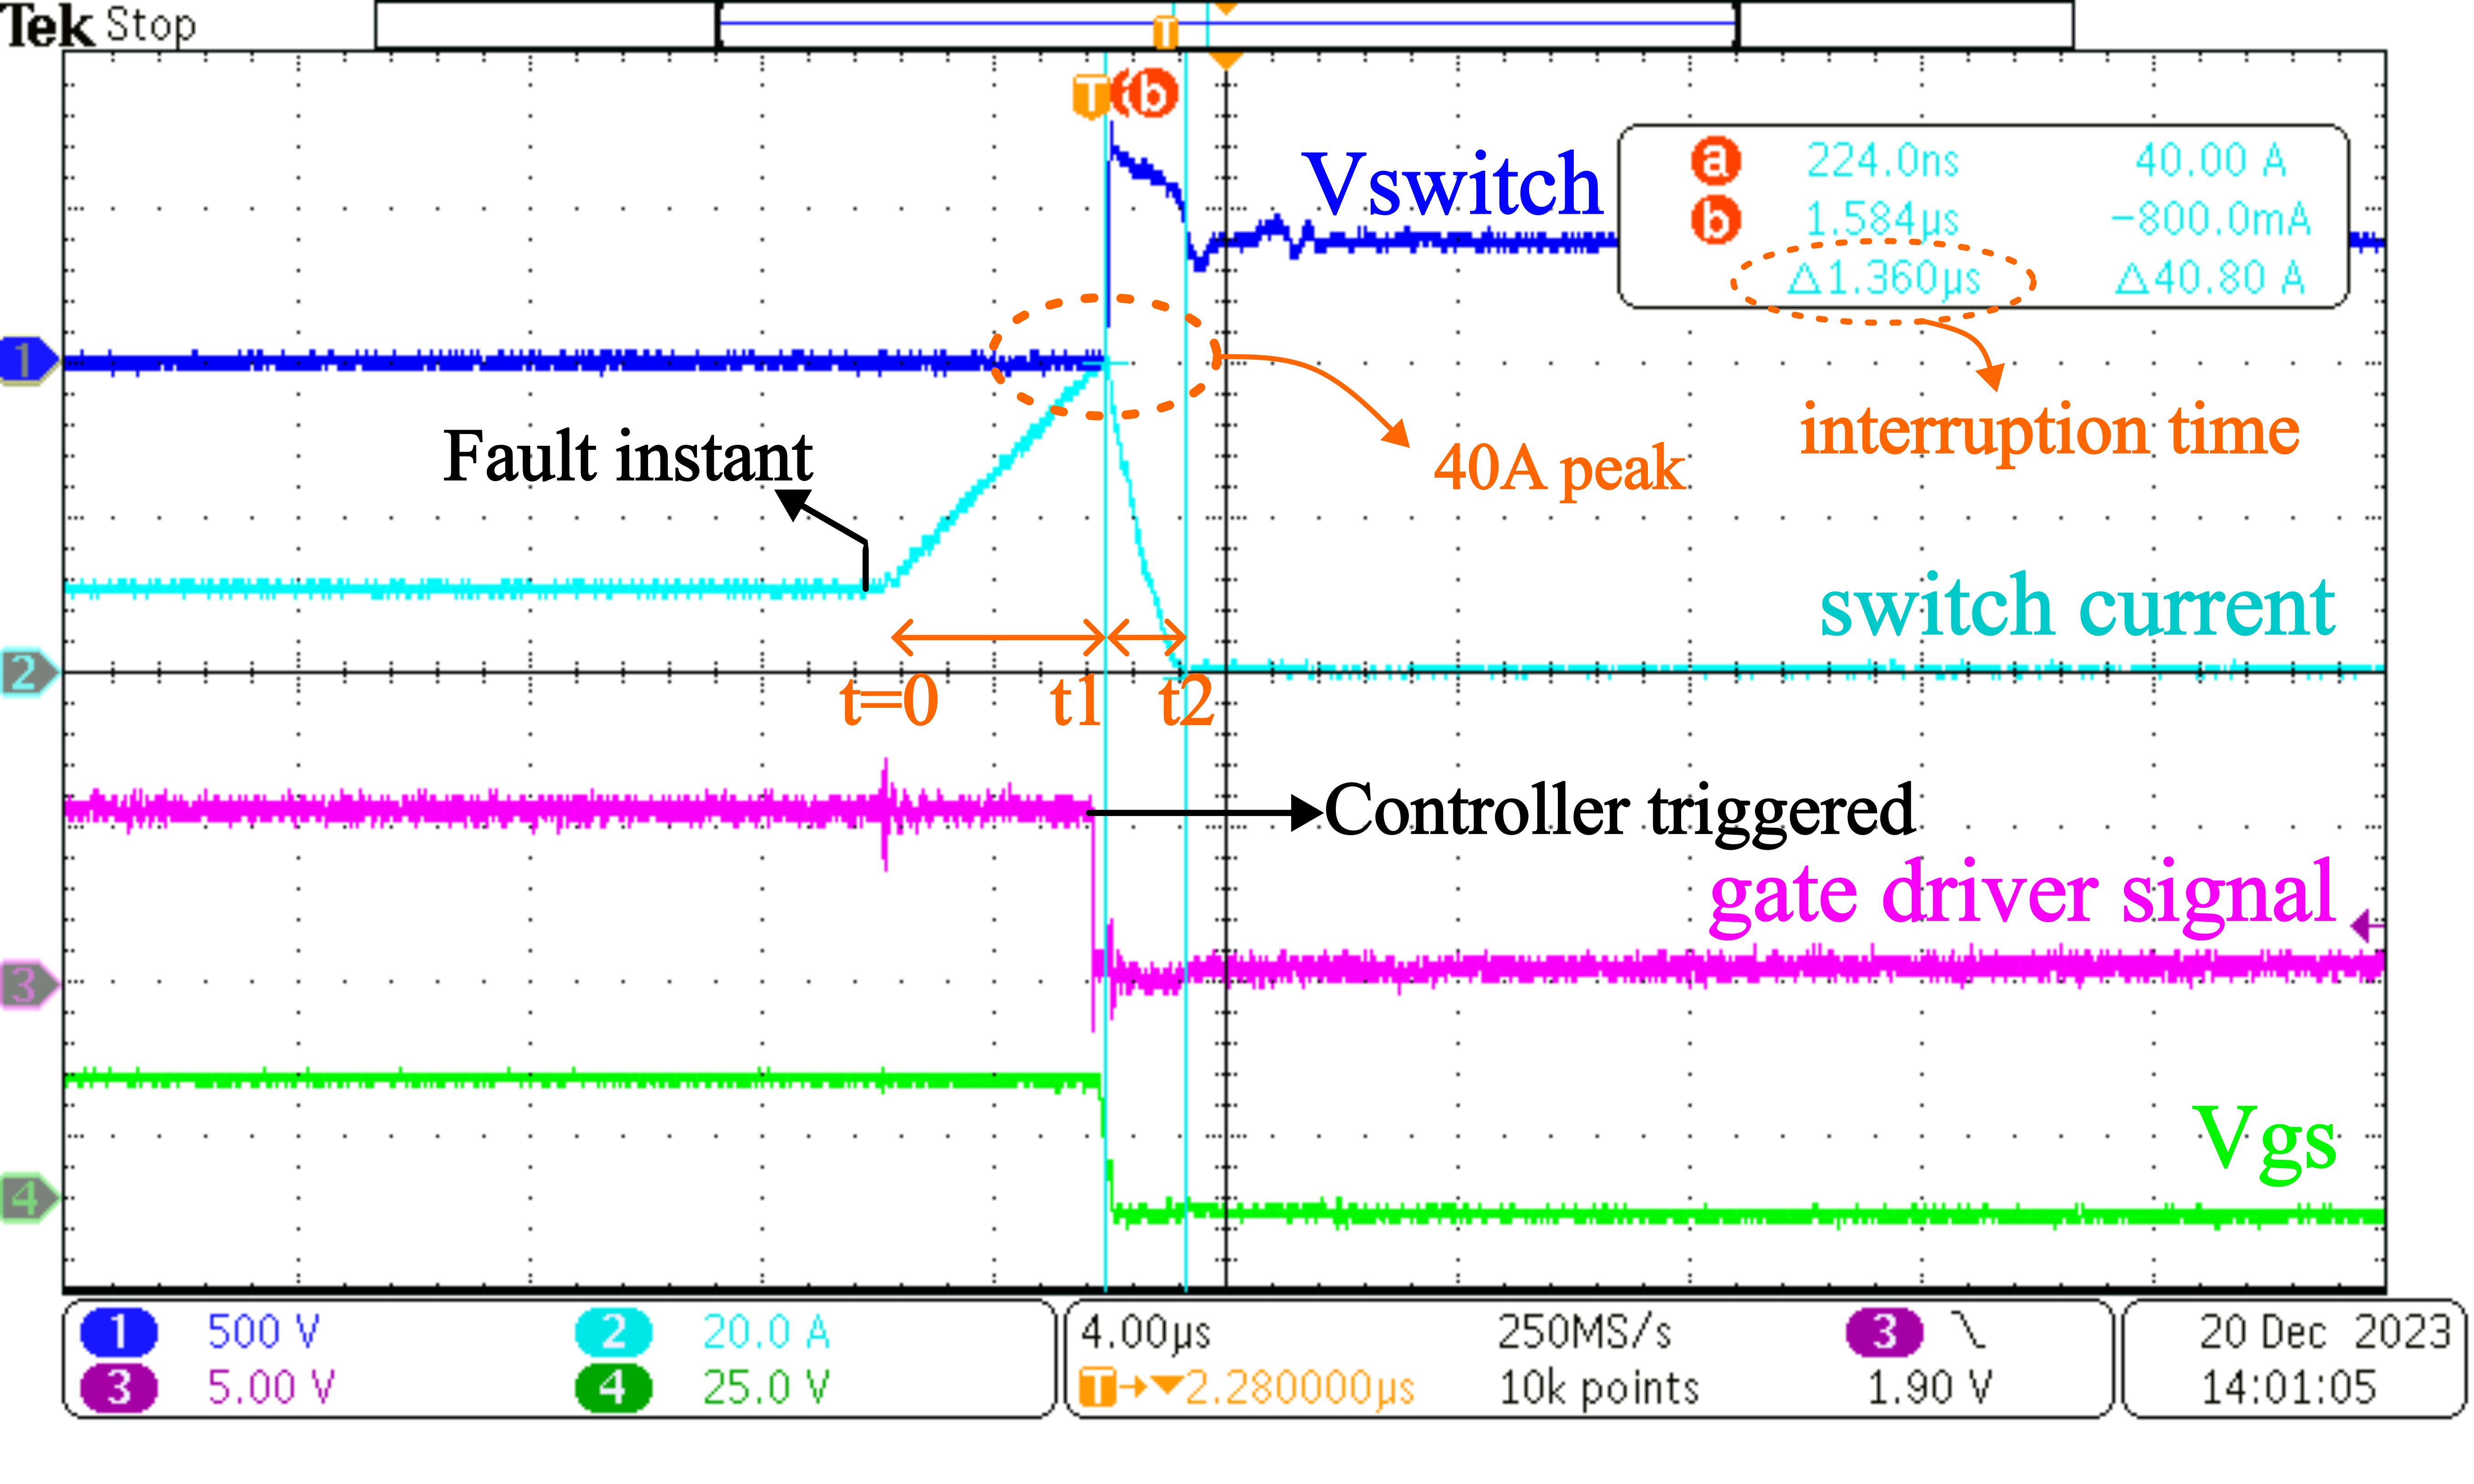 Tek Stop
T
T b
Vswitch
a 224.0ns 40.00 A
b 1.584µs -800.0mA
Δ1.360µs Δ40.80 A
1
Fault instant
40A peak
interruption time
switch current
2
t=0 t1 t2
Controller triggered
gate driver signal
3
Vgs
4
1 500 V 2 20.0 A
3 5.00 V 4 25.0 V
4.00µs 250MS/s 3
T→▼2.280000µs 10k points 1.90 V
20 Dec 2023
14:01:05